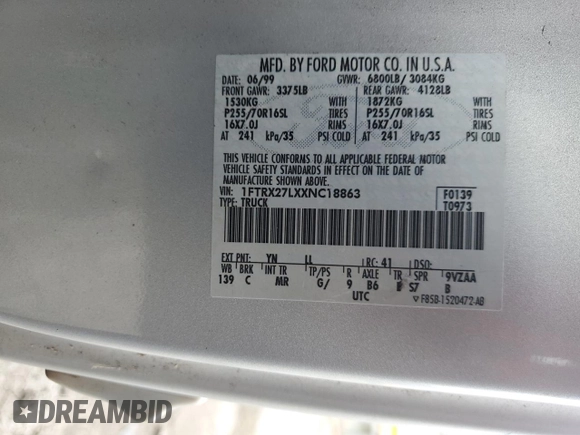 MFD. BY FORD MOTOR CO. IN U.S.A.
DATE: 06/99 GVWR: 6800LB/ 3084KG
FRONT GAWR: 3375LB REAR GAWR: 4128LB
1530KG WITH 1872KG WITH
P255/70R16SL TIRES P255/70R16SL TIRES
16X7.0J RIMS 16X7.0J RIMS
AT 241 kPa/35 PSI COLD AT 241 kPa/35 PSI COLD
THIS VEHICLE CONFORMS TO ALL APPLICABLE FEDERAL MOTOR
VEHICLE SAFETY STANDARDS IN EFFECT ON THE DATE OF
MANUFACTURE SHOWN ABOVE.
VIN: 1FTRX27LXXNC18863 F0139
TYPE: TRUCK T0973
EXT PNT: YN LL RC: 41 DSO:
WB BRK INT TR TP/PS R AXLE TR SPR 9VZAA
139 C MR G/ 9 B6 S7 B
UTC F85B-1520472-AB
DREAMBID